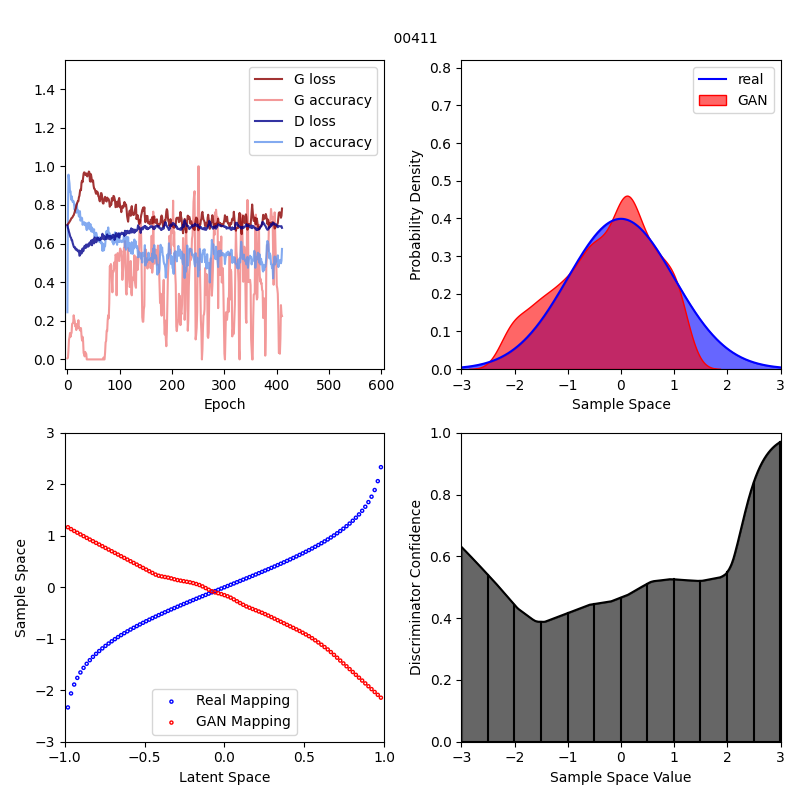 00411
1.4
1.2
1.0
0.8
0.6
0.4
0.2
0.0
0 100 200 300 400 500 600
Epoch
G loss
G accuracy
D loss
D accuracy
Probability Density
0.8
0.7
0.6
0.5
0.4
0.3
0.2
0.1
0.0
−3 −2 −1 0 1 2 3
Sample Space
real
GAN
Sample Space
3
2
1
0
−1
−2
−3
−1.0 −0.5 0.0 0.5 1.0
Latent Space
Real Mapping
GAN Mapping
Discriminator Confidence
1.0
0.8
0.6
0.4
0.2
0.0
−3 −2 −1 0 1 2 3
Sample Space Value